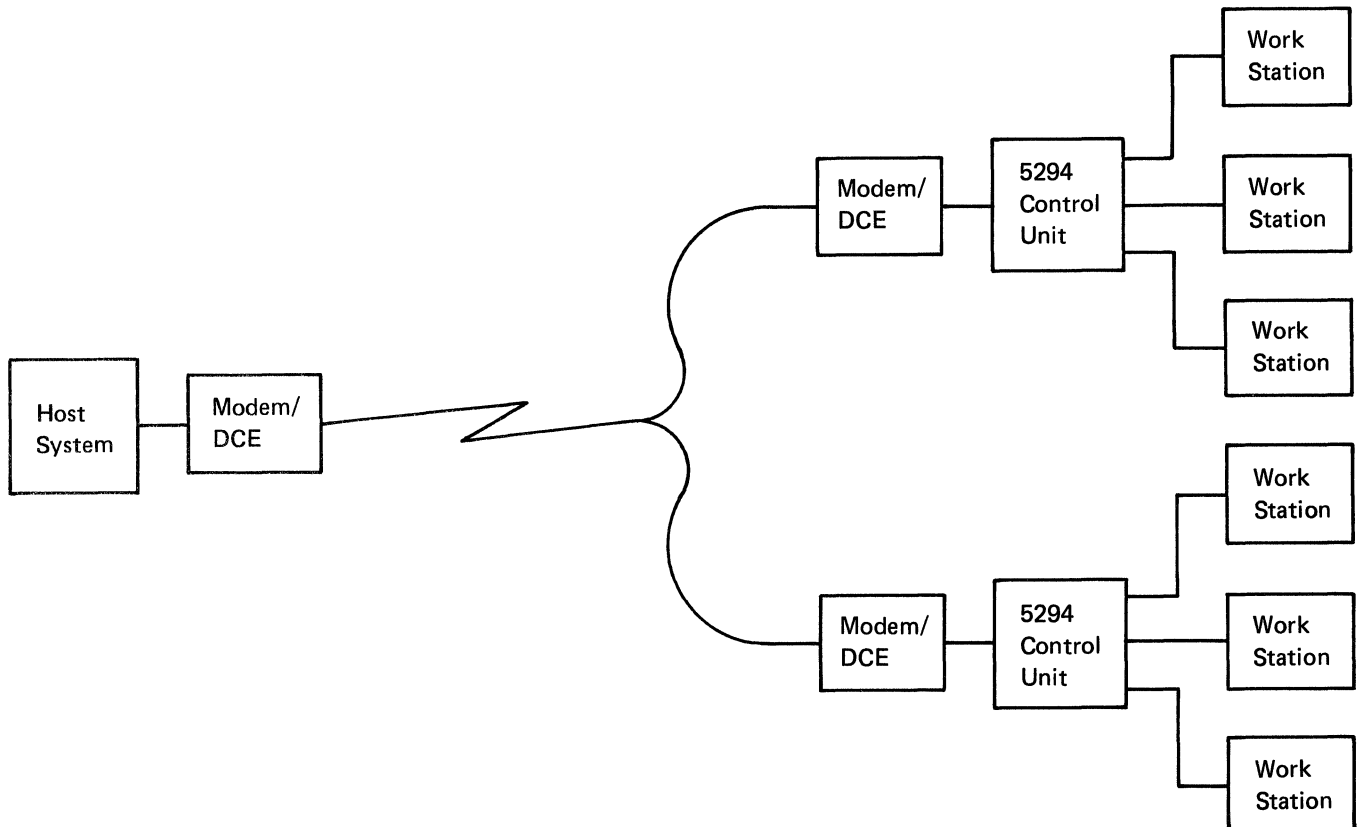 Host
System
Modem/
DCE
Modem/
DCE
5294
Control
Unit
Work
Station
Work
Station
Work
Station
Modem/
DCE
5294
Control
Unit
Work
Station
Work
Station
Work
Station